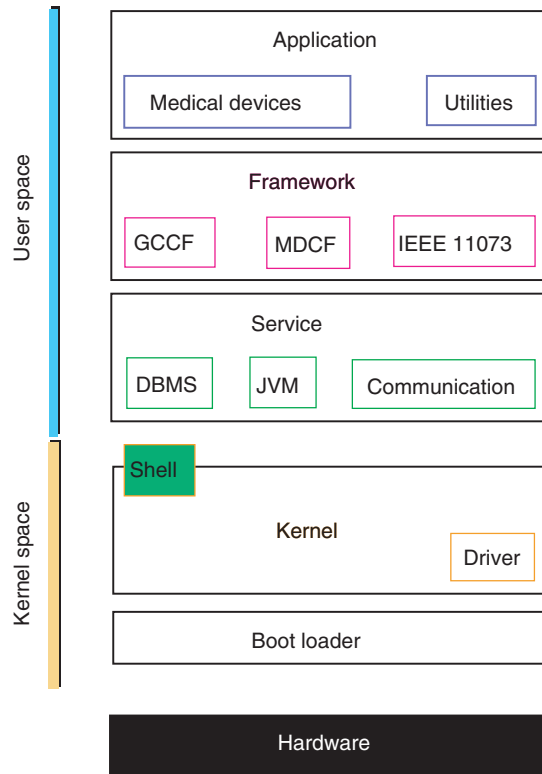 Application
Medical devices
Utilities
Framework
GCCF
MDCF
IEEE 11073
Service
DBMS
JVM
Communication
User space
Shell
Kernel
Driver
Boot loader
Kernel space
Hardware